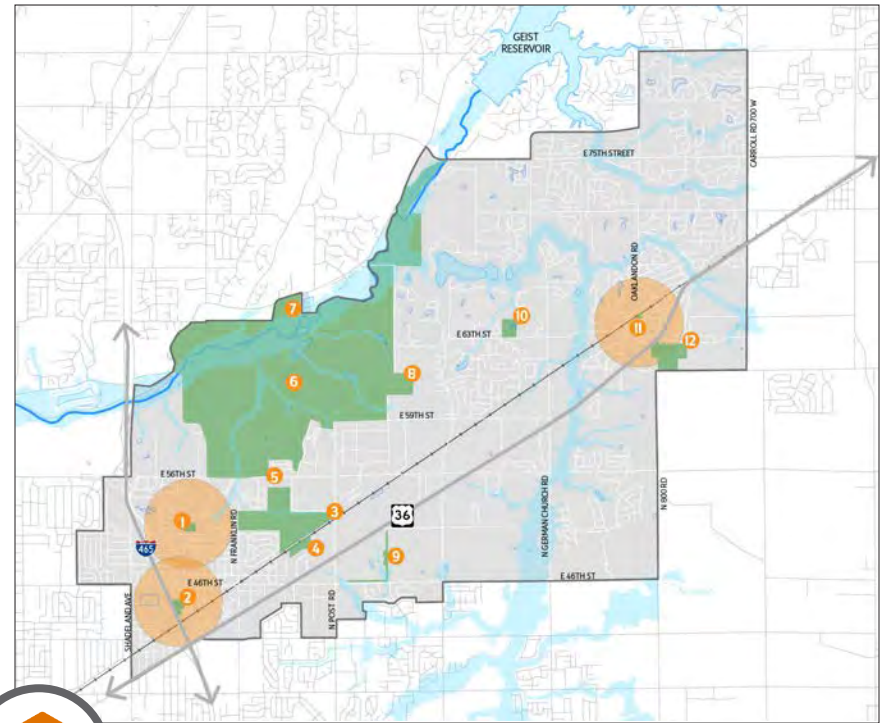 GEIST
RESERVOIR
E 75TH STREET
CARROLL RD 700 W
OAKLANDON RD
7
10
E 63TH ST
11
12
6
8
E 59TH ST
E 56TH ST
5
N GERMAN CHURCH RD
N 800 RD
1
N FRANKLIN RD
3
36
465
4
9
E 46TH ST
E 46TH ST
2
SHADELAND AVE
N POST RD